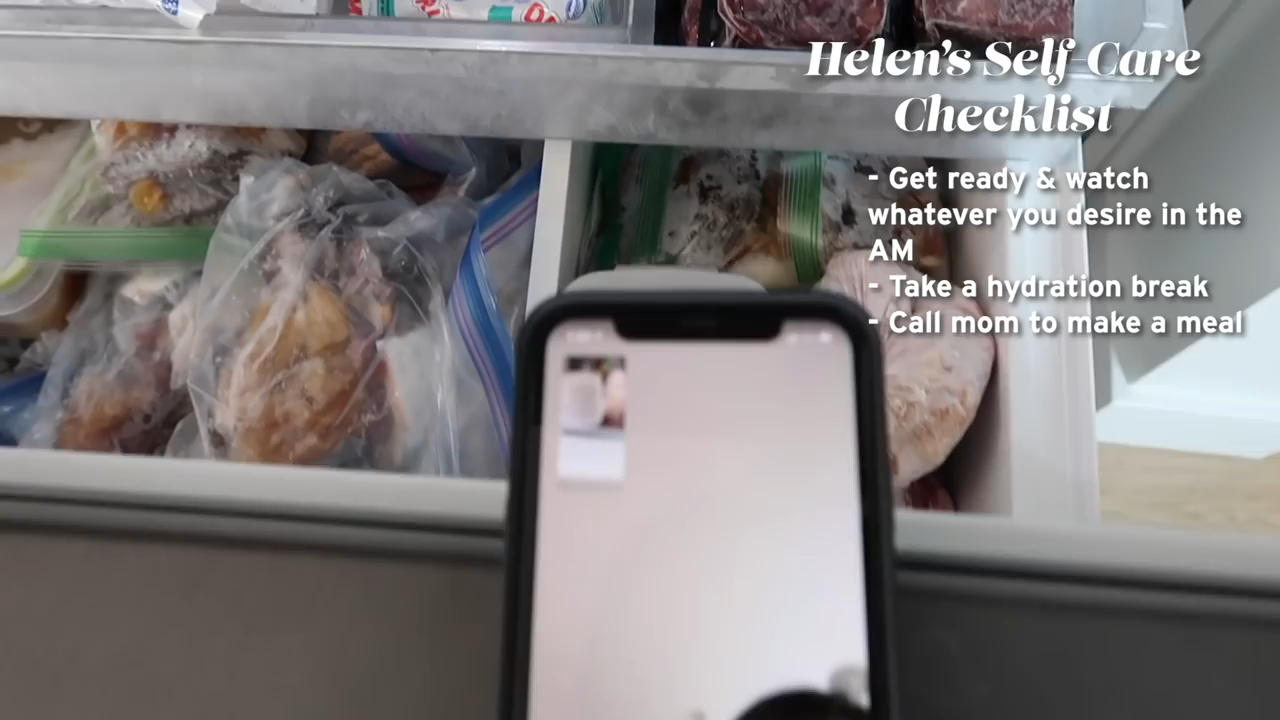 Helen's Self-Care
Checklist
- Get ready & watch
whatever you desire in the
AM
- Take a hydration break
- Call mom to make a meal